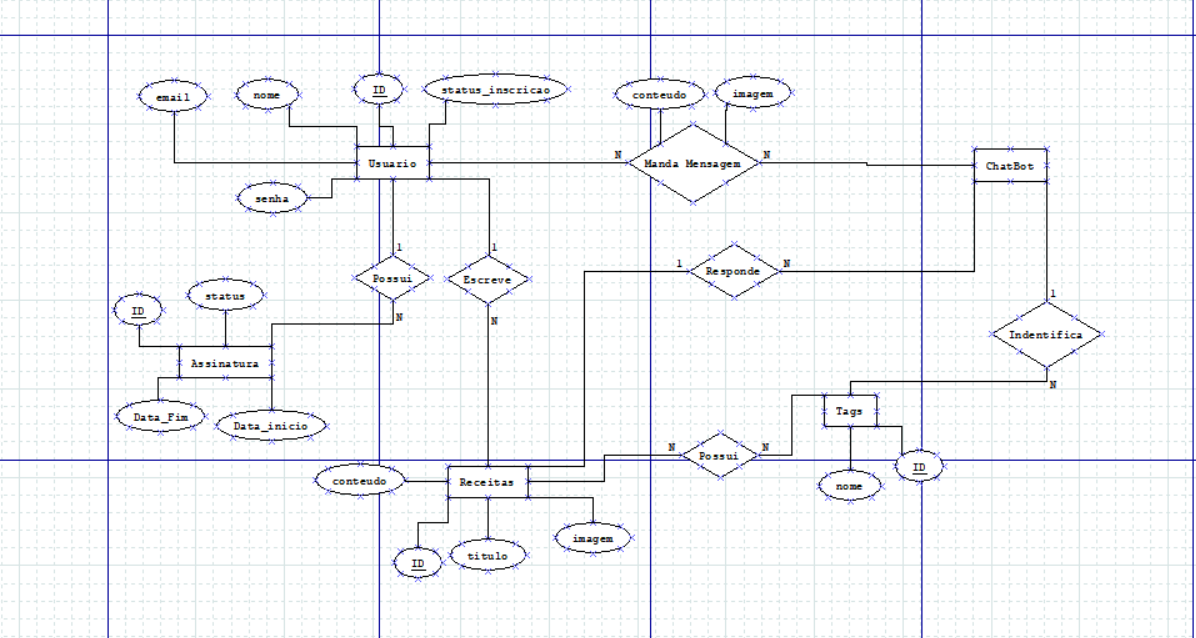 ID
status_inscricao
nome
email
conteudo
imagem
Usuario
N
Manda Mensagem
N
ChatBot
senha
1
1
Possui
Escreve
N
N
1
Responde
N
1
Indentifica
N
ID
status
Assinatura
Data_Fim
Data_inicio
Tags
nome
ID
N
Possui
N
conteudo
Receitas
ID
titulo
imagem